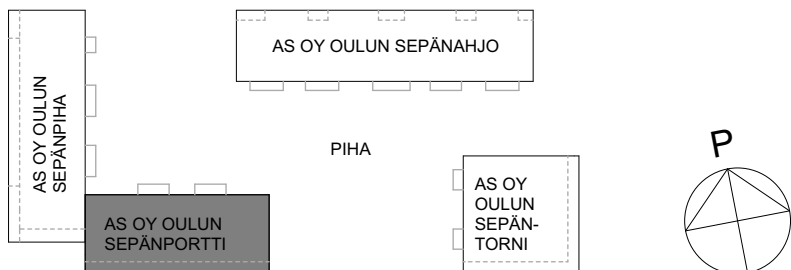 AS OY OULUN SEPÄNAHJO
AS OY OULUN
SEPÄNPIHA
PIHA
P
AS OY OULUN
SEPÄNPORTTI
AS OY
OULUN
SEPÄN-
TORNI